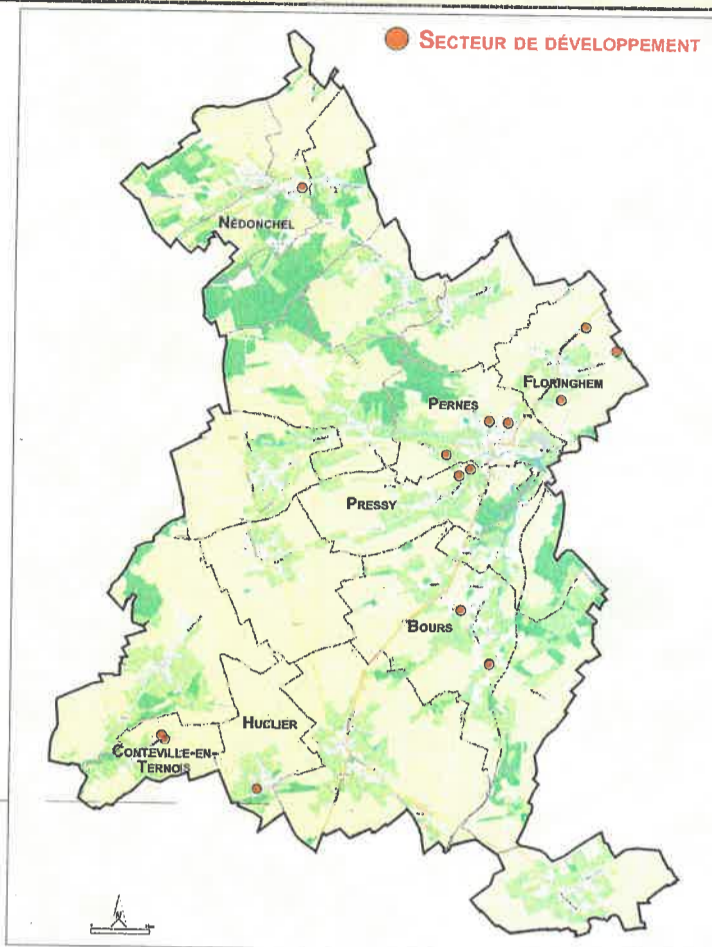 SECTEUR DE DÉVELOPPEMENT
NÉDONCHEL
FLORINGHEM
PERNES
PRESSY
BOURS
HUCLIER
CONTEVILLE-EN-
TERNOIS
N